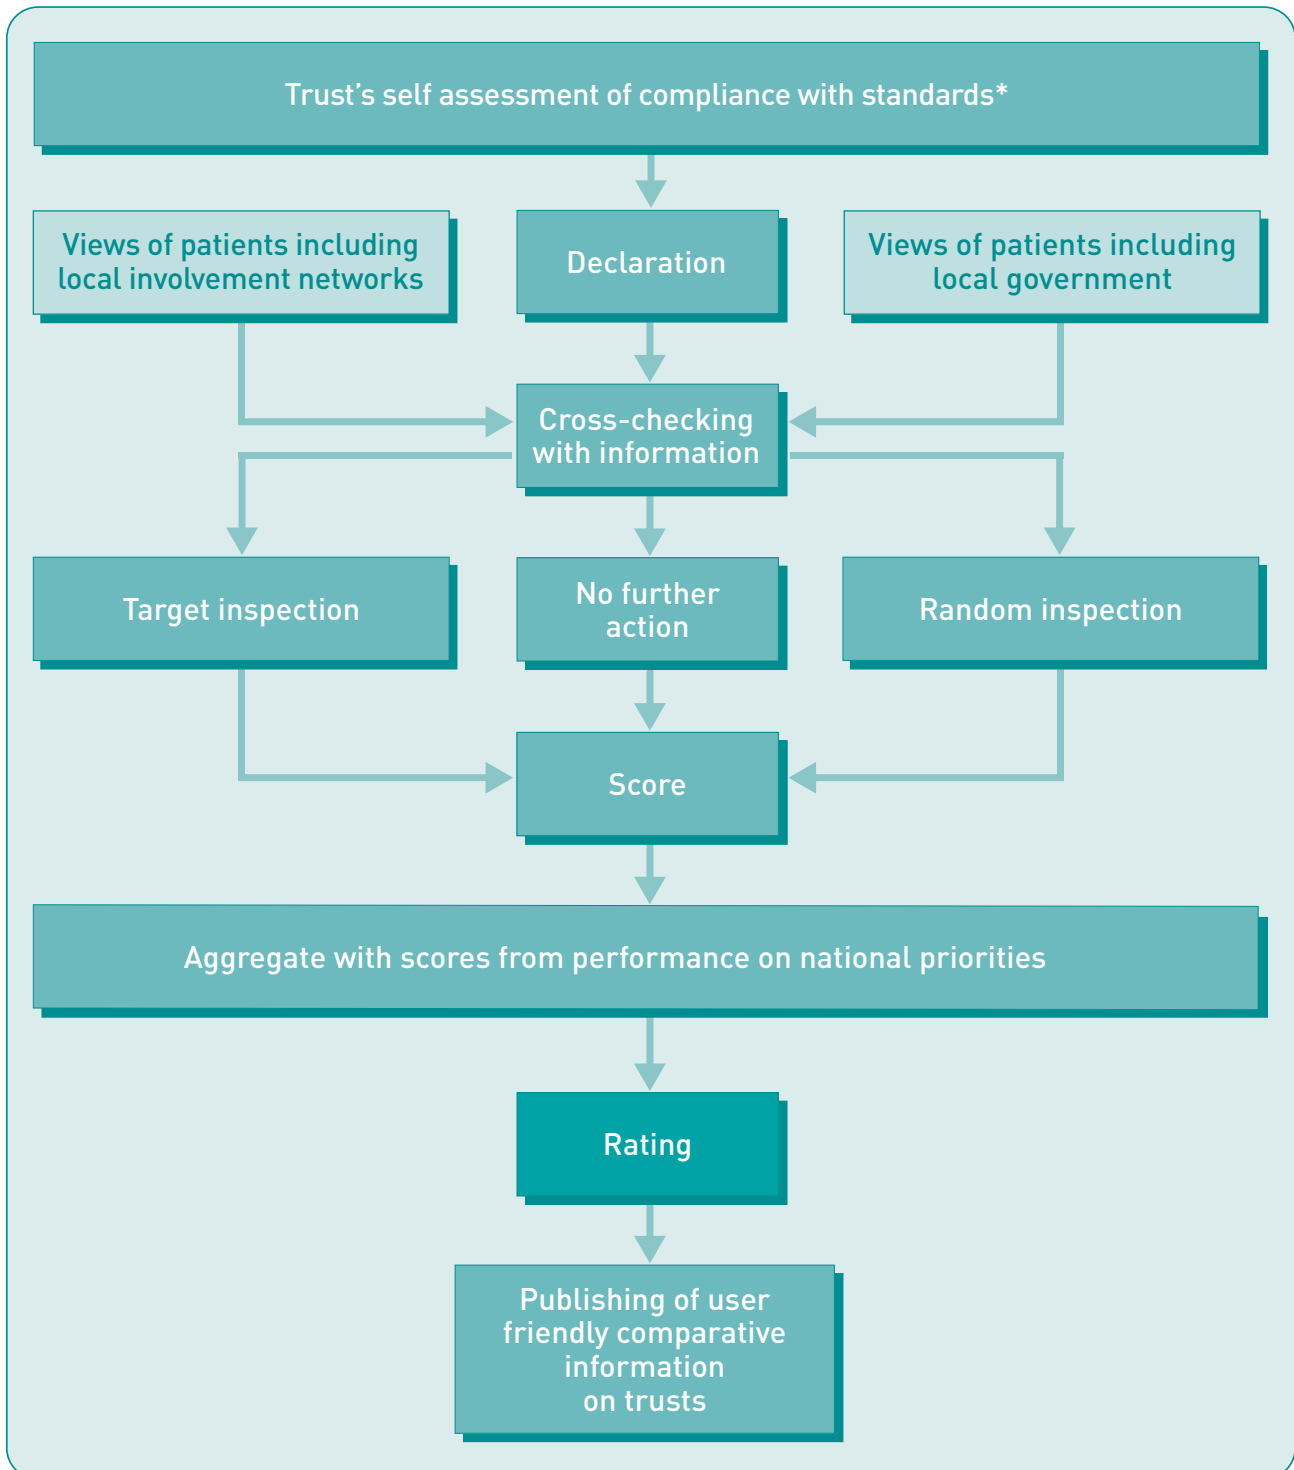 Trust’s self assessment of compliance with standards*
Views of patients including
local involvement networks
Declaration
Views of patients including
local government
Cross-checking
with information
Target inspection
No further
action
Random inspection
Score
Aggregate with scores from performance on national priorities
Rating
Publishing of user
friendly comparative
information
on trusts